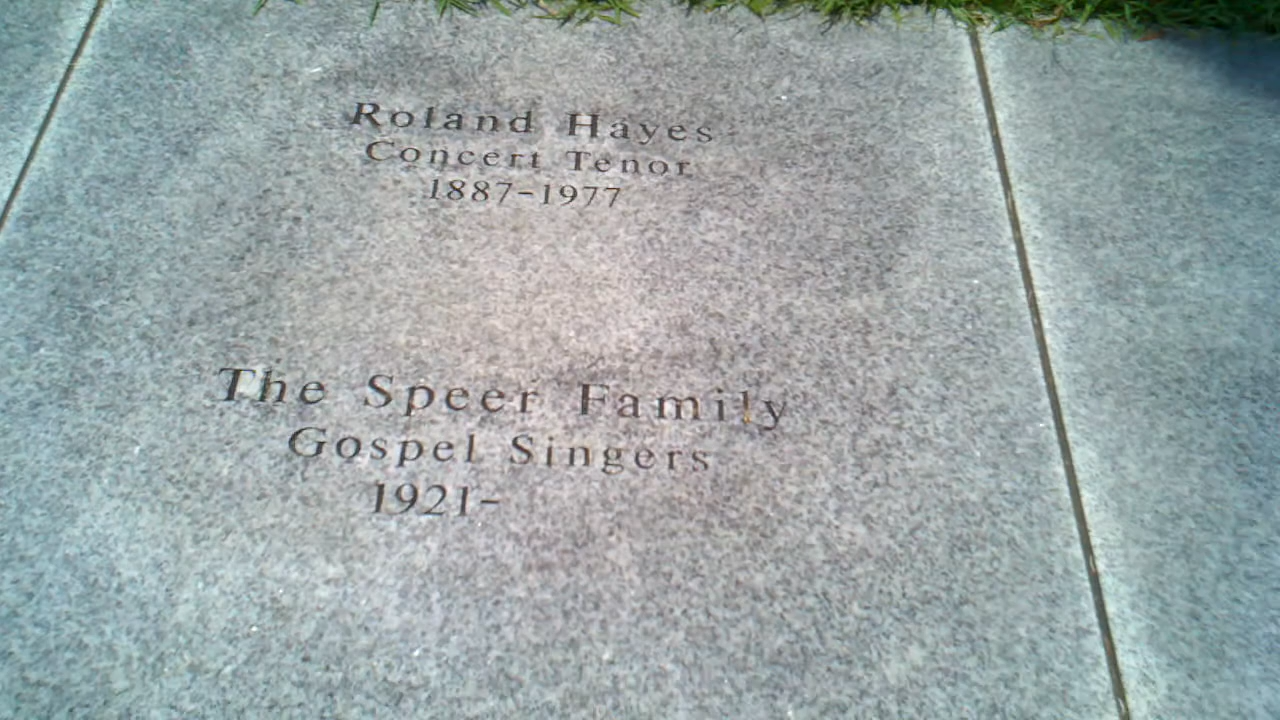 Roland Hayes
Concert Tenor
1887-1977
The Speer Family
Gospel Singers
1921-